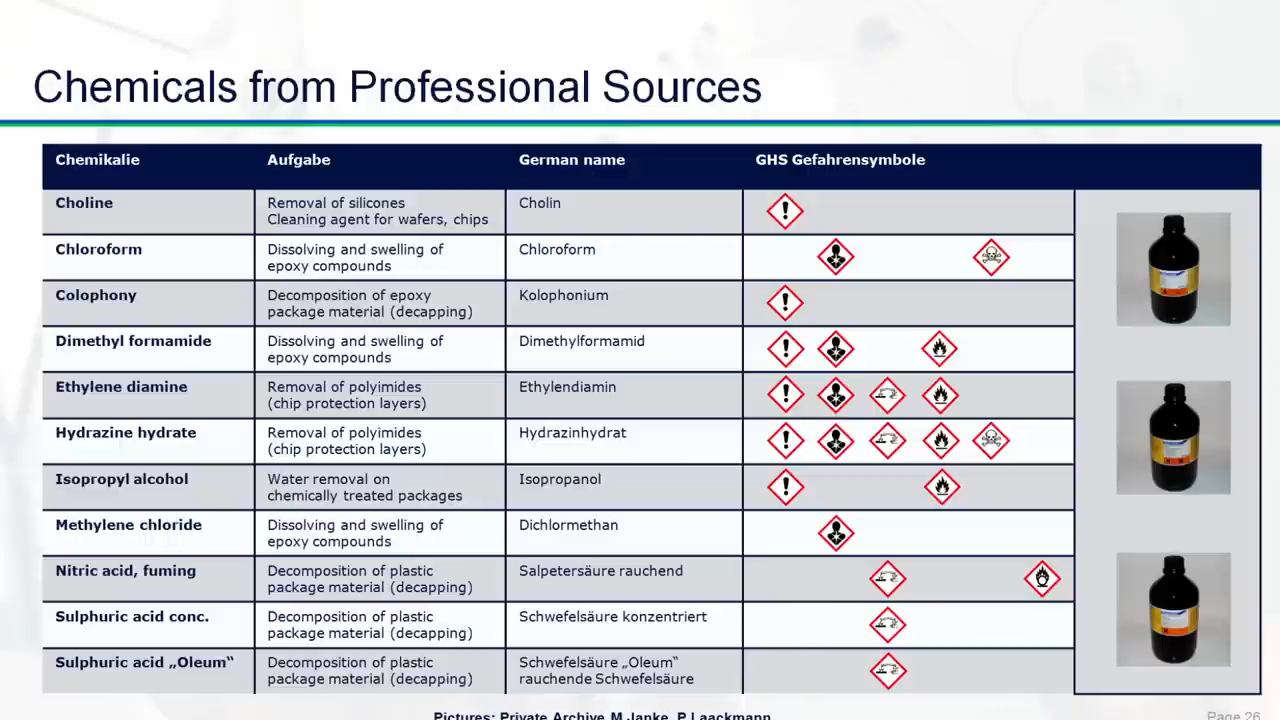 Chemicals from Professional Sources
Chemikalie Aufgabe German name GHS Gefahrensymbole
Choline Removal of silicones Cholin
Cleaning agent for wafers, chips
Chloroform Dissolving and swelling of Chloroform
epoxy compounds
Colophony Decomposition of epoxy Kolophonium
package material (decapping)
Dimethyl formamide Dissolving and swelling of Dimethylformamid
epoxy compounds
Ethylene diamine Removal of polyimides Ethylendiamin
(chip protection layers)
Hydrazine hydrate Removal of polyimides Hydrazinhydrat
(chip protection layers)
Isopropyl alcohol Water removal on Isopropanol
chemically treated packages
Methylene chloride Dissolving and swelling of Dichlormethan
epoxy compounds
Nitric acid, fuming Decomposition of plastic Salpetersäure rauchend
package material (decapping)
Sulphuric acid conc. Decomposition of plastic Schwefelsäure konzentriert
package material (decapping)
Sulphuric acid „Oleum“ Decomposition of plastic Schwefelsäure „Oleum“
package material (decapping) rauchende Schwefelsäure
Pictures: Private Archive M.Janke, P.Laackmann
Page 26